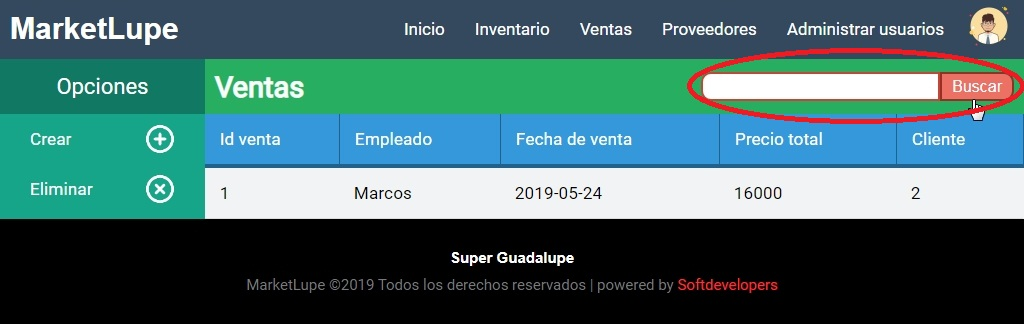 MarketLupe Inicio Inventario Ventas Proveedores Administrar usuarios
Opciones Ventas Buscar
Crear Id venta Empleado Fecha de venta Precio total Cliente
Eliminar 1 Marcos 2019-05-24 16000 2
Super Guadalupe
MarketLupe ©2019 Todos los derechos reservados | powered by Softdevelopers